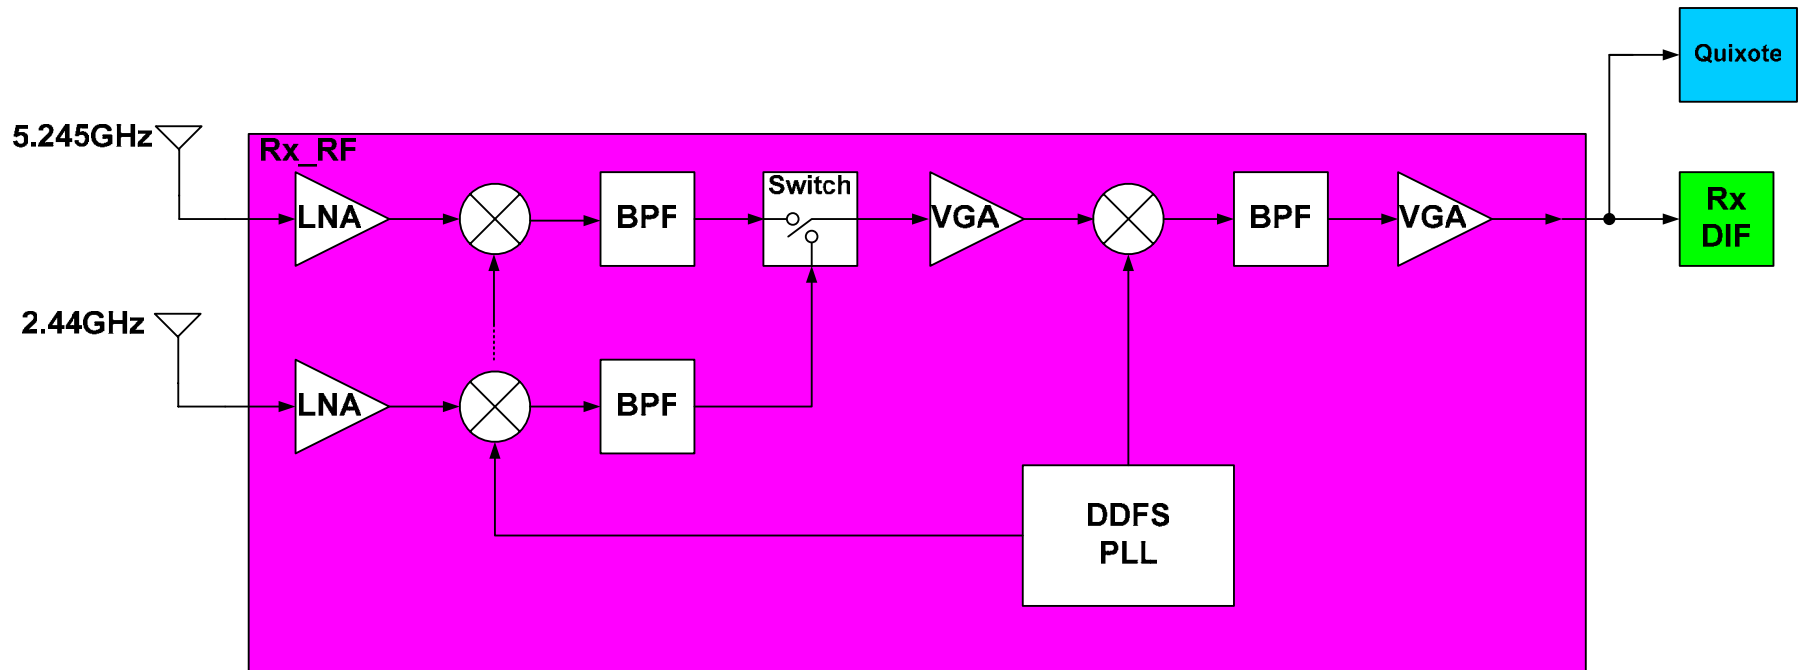 Quixote
5.245GHz
Rx_RF
LNA
BPF
Switch
VGA
BPF
VGA
Rx
DIF
2.44GHz
LNA
BPF
DDFS
PLL